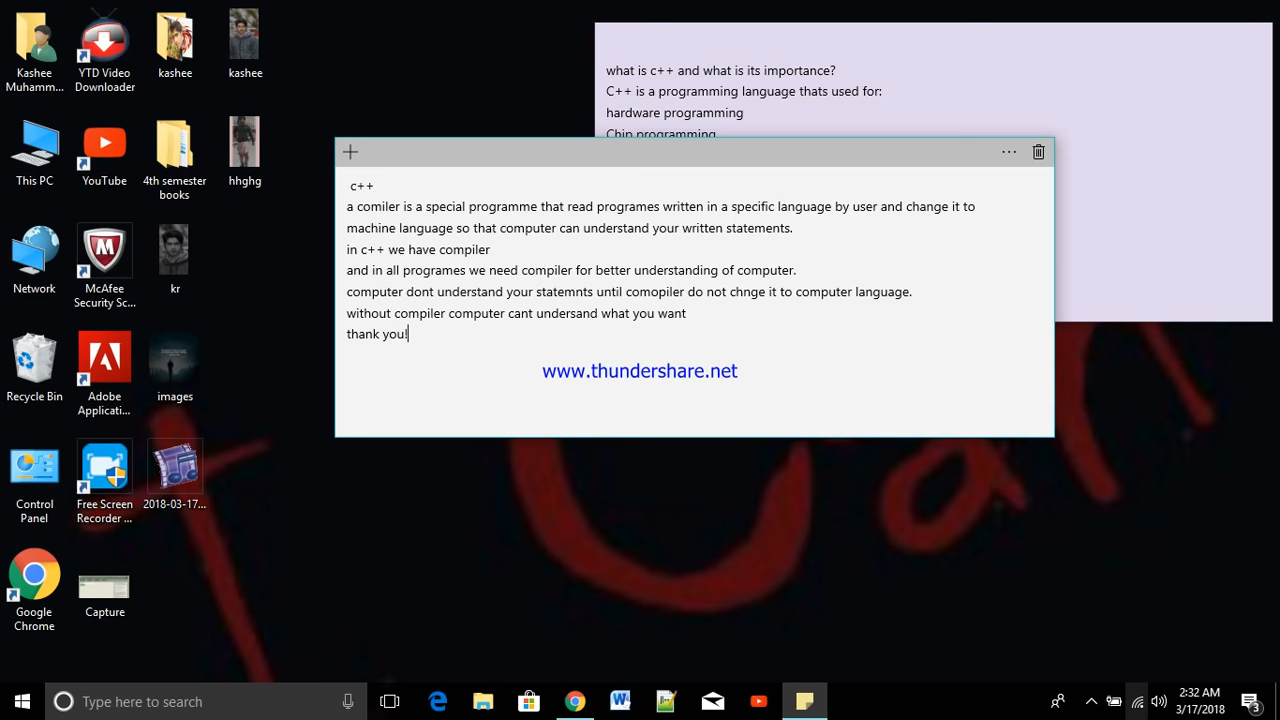 Kashee Muhamm...
YTD Video Downloader
kashee
kashee
This PC
YouTube
4th semester books
hhghg
Network
McAfee Security Sc...
kr
Recycle Bin
Adobe Applicati...
images
Control Panel
Free Screen Recorder ...
2018-03-17...
Google Chrome
Capture
what is c++ and what is its importance?
C++ is a programming language thats used for:
hardware programming
Chip programming
c++
a comiler is a special programme that read programes written in a specific language by user and change it to
machine language so that computer can understand your written statements.
in c++ we have compiler
and in all programes we need compiler for better understanding of computer.
computer dont understand your statemnts until comopiler do not chnge it to computer language.
without compiler computer cant undersand what you want
thank you!
www.thundershare.net
Type here to search
2:32 AM
3/17/2018
3